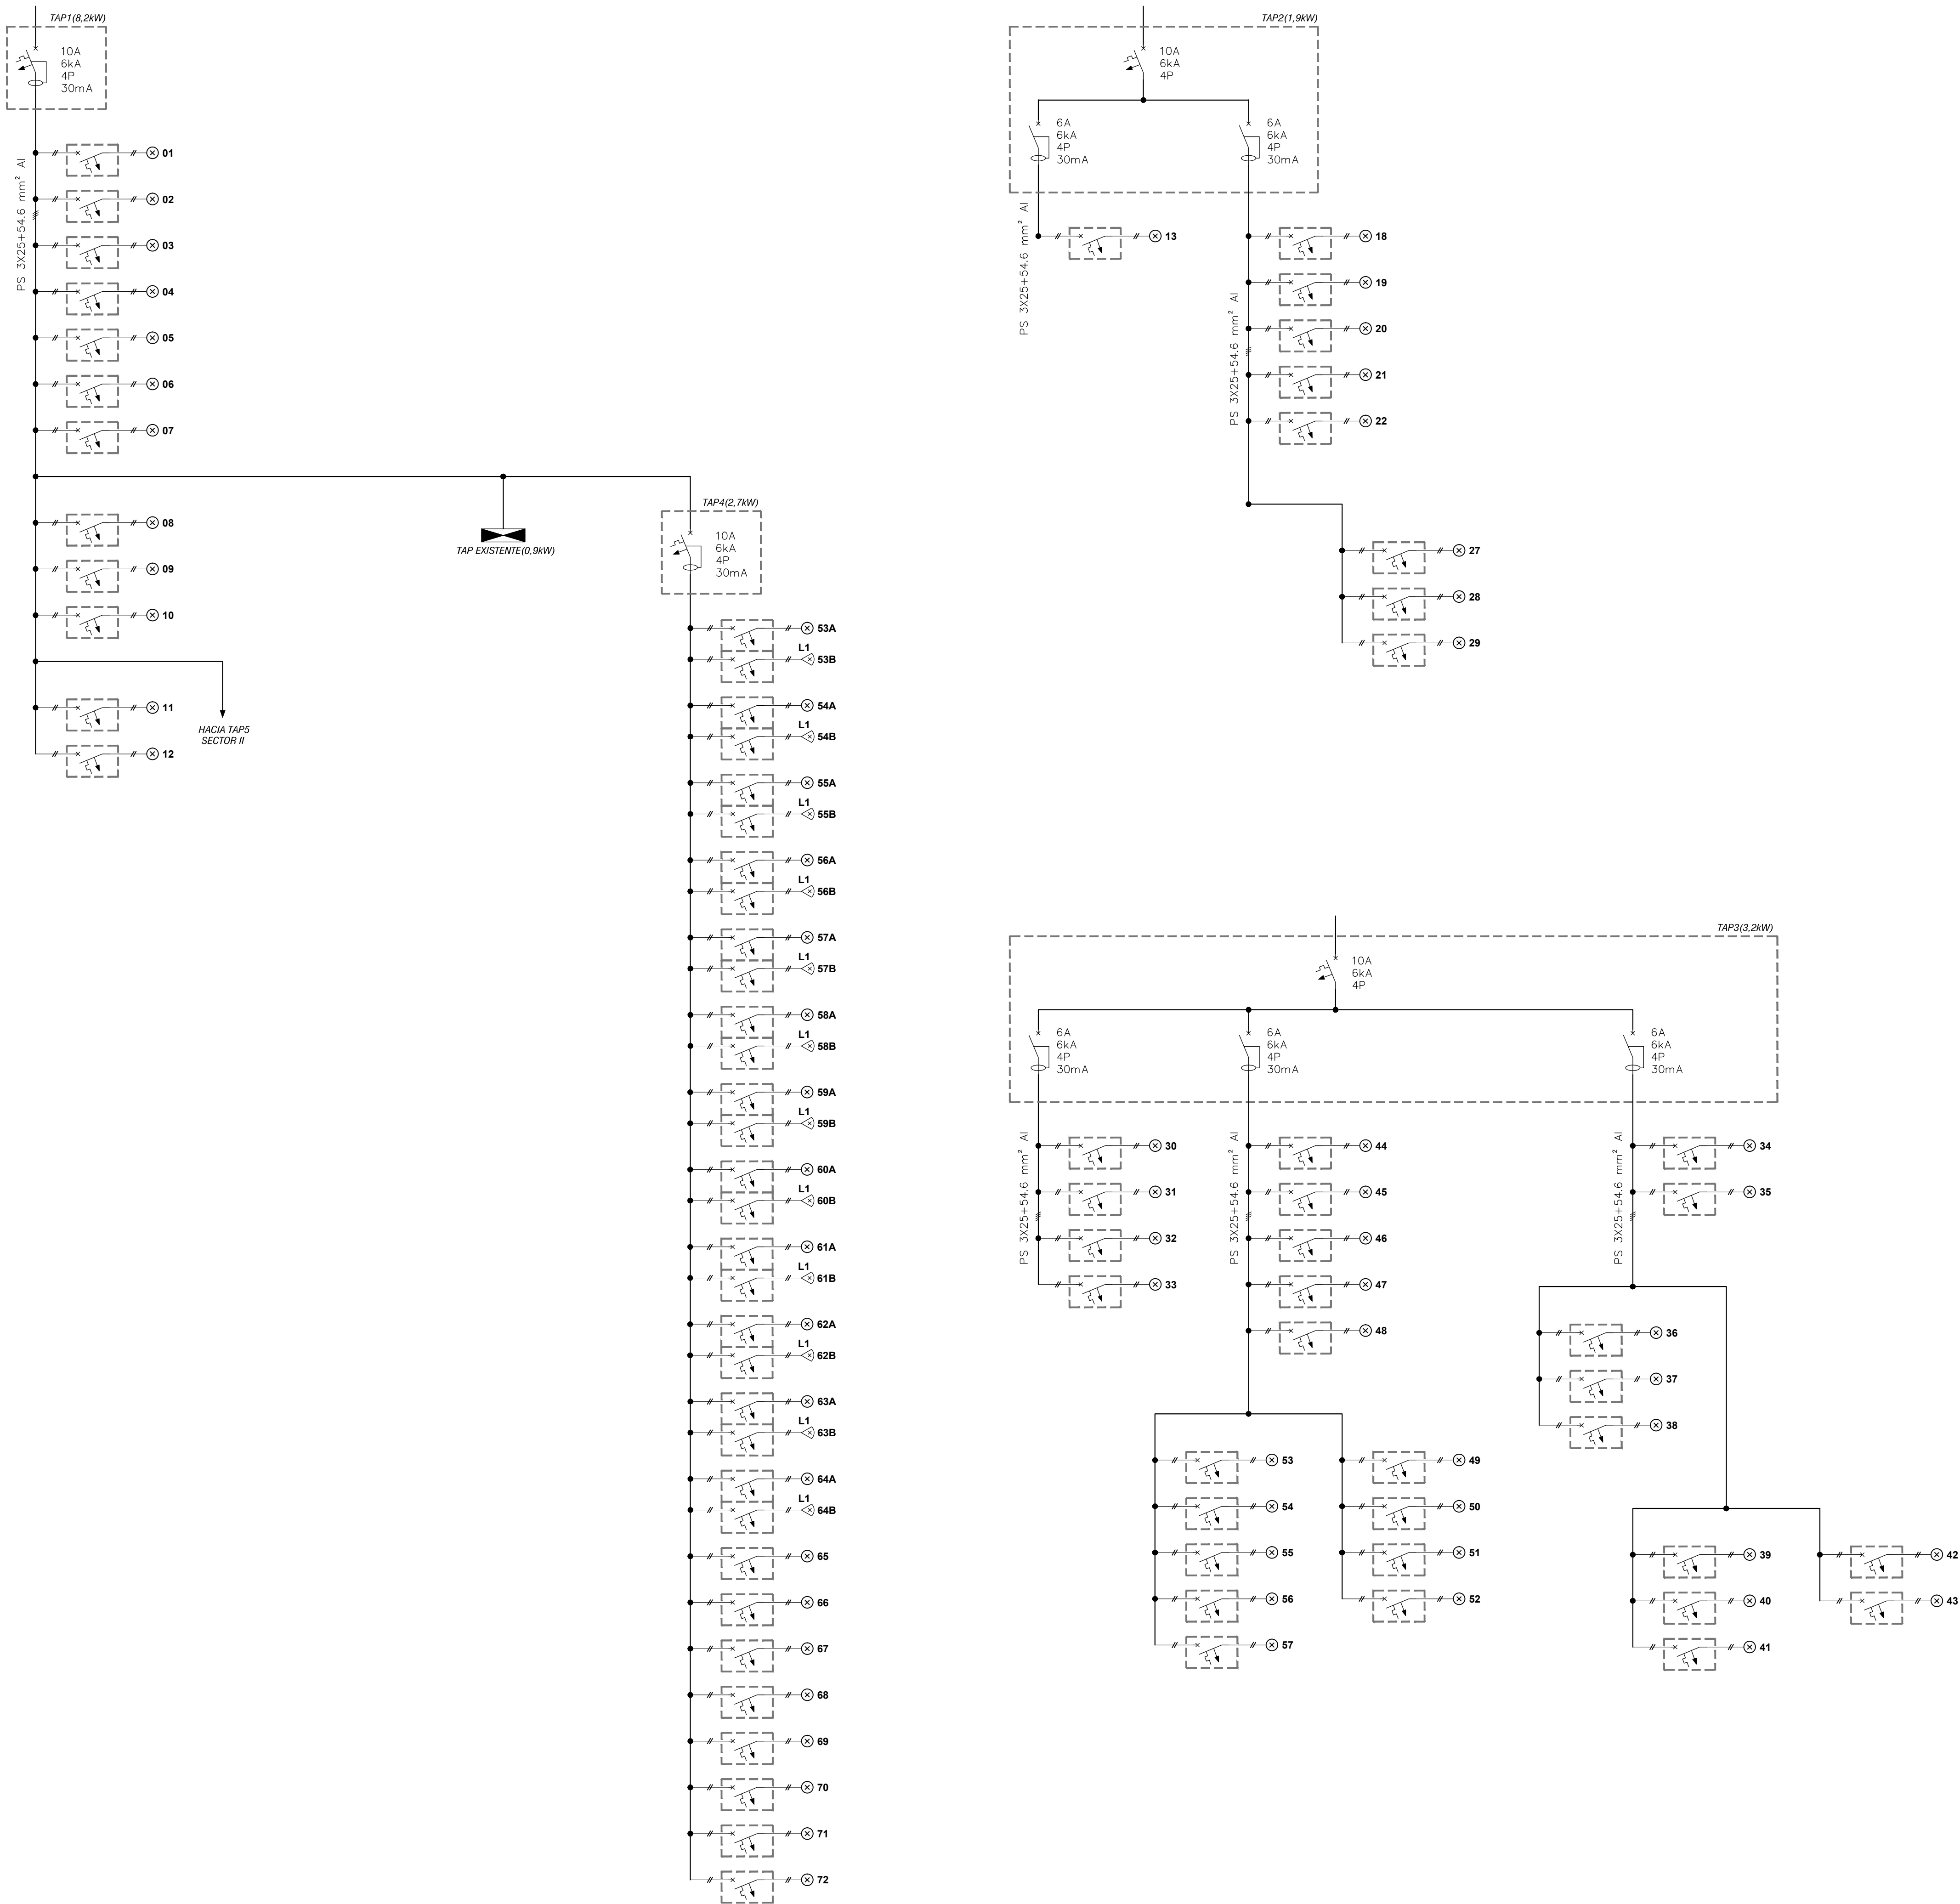 TAP1(8,2kW)
10A
6kA
4P
30mA
PS 3X25+54.6 mm² Al
01
02
03
04
05
06
07
08
09
10
HACIA TAP5
SECTOR II
11
12
TAP EXISTENTE(0,9kW)
TAP4(2,7kW)
10A
6kA
4P
30mA
53A
L1
53B
54A
L1
54B
55A
L1
55B
56A
L1
56B
57A
L1
57B
58A
L1
58B
59A
L1
59B
60A
L1
60B
61A
L1
61B
62A
L1
62B
63A
L1
63B
64A
L1
64B
65
66
67
68
69
70
71
72
TAP2(1,9kW)
10A
6kA
4P
6A
6kA
4P
30mA
6A
6kA
4P
30mA
PS 3X25+54.6 mm² Al
13
PS 3X25+54.6 mm² Al
18
19
20
21
22
27
28
29
TAP3(3,2kW)
10A
6kA
4P
6A
6kA
4P
30mA
6A
6kA
4P
30mA
6A
6kA
4P
30mA
PS 3X25+54.6 mm² Al
30
31
32
33
PS 3X25+54.6 mm² Al
44
45
46
47
48
53
54
55
56
57
49
50
51
52
PS 3X25+54.6 mm² Al
34
35
36
37
38
39
40
41
42
43